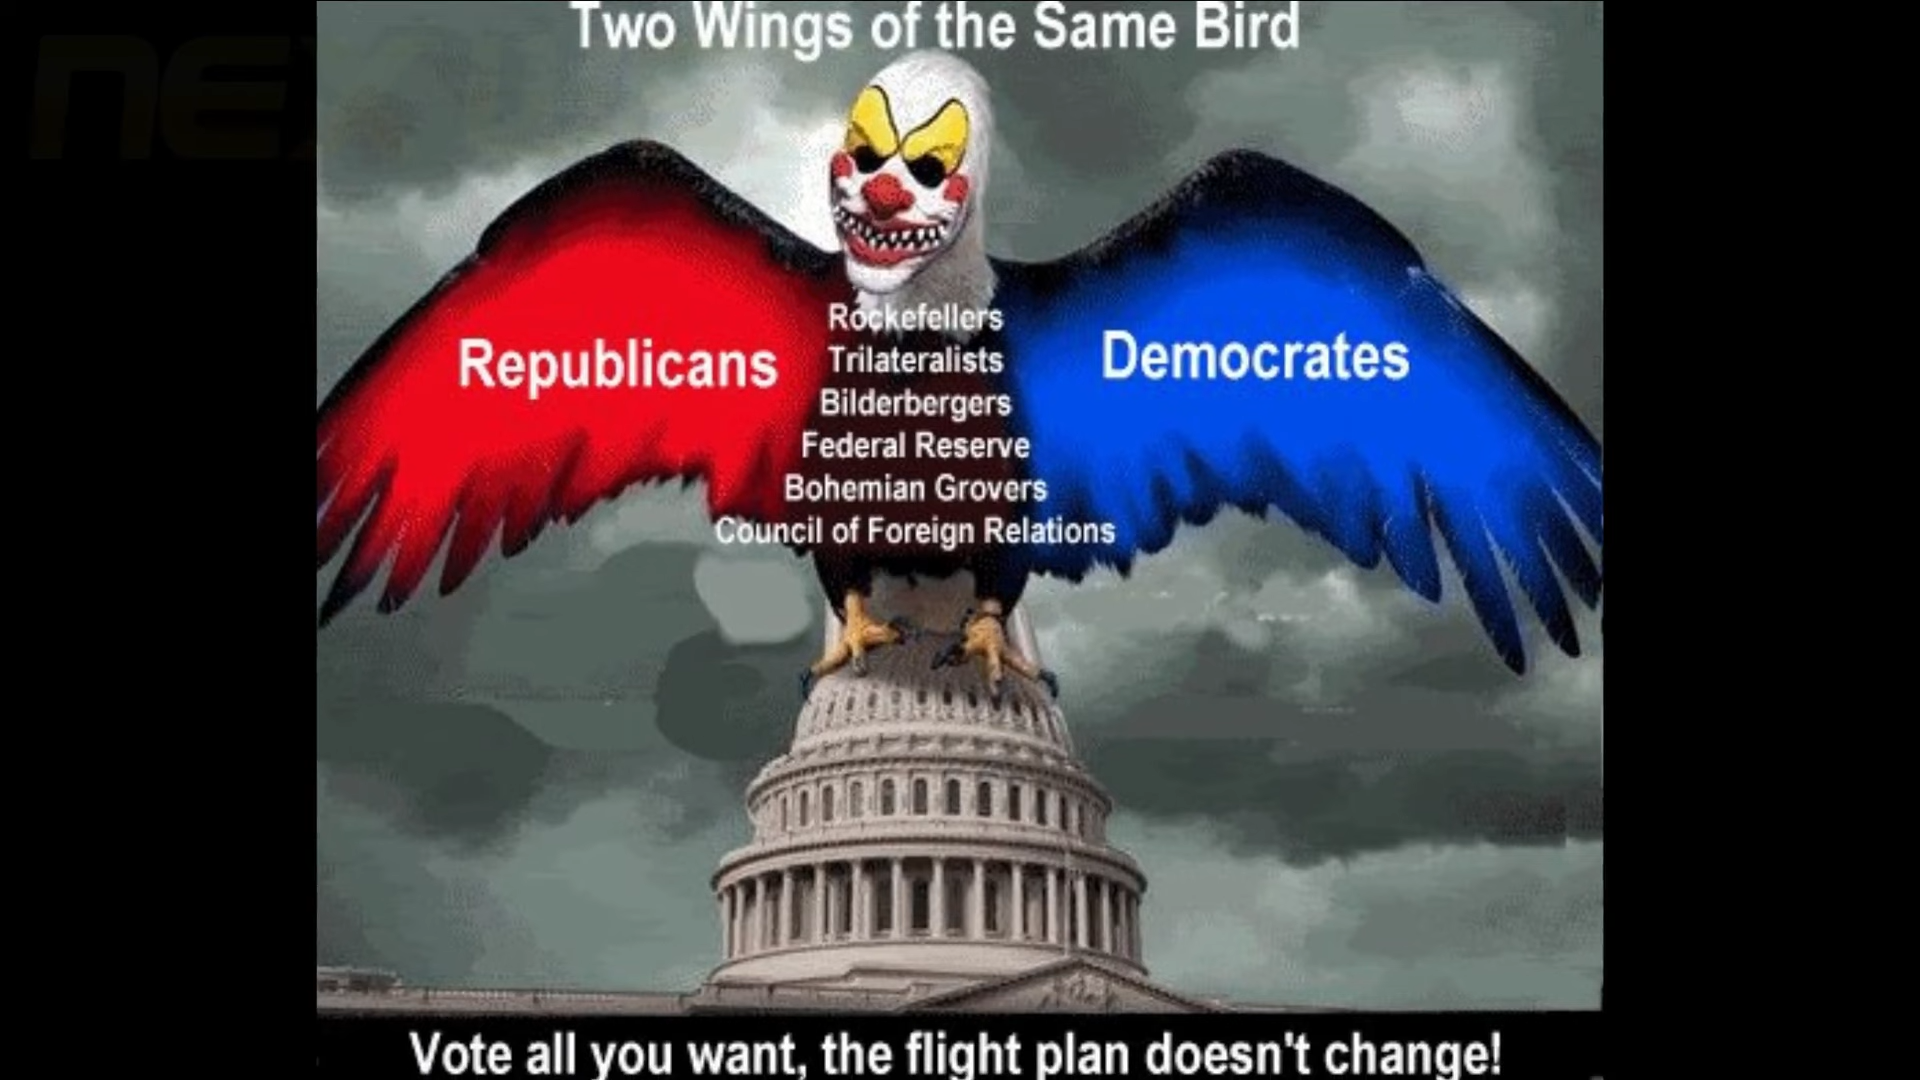 Two Wings of the Same Bird
Republicans
Rockefellers
Trilateralists
Bilderbergers
Federal Reserve
Bohemian Grovers
Council of Foreign Relations
Democrates
Vote all you want, the flight plan doesn't change!